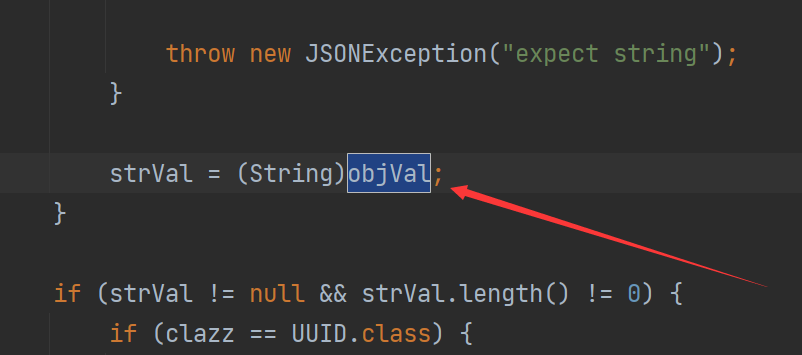 throw new JSONException("expect string");
}
strVal = (String)objVal;
}
if (strVal != null && strVal.length() != 0) {
if (clazz == UUID.class) {